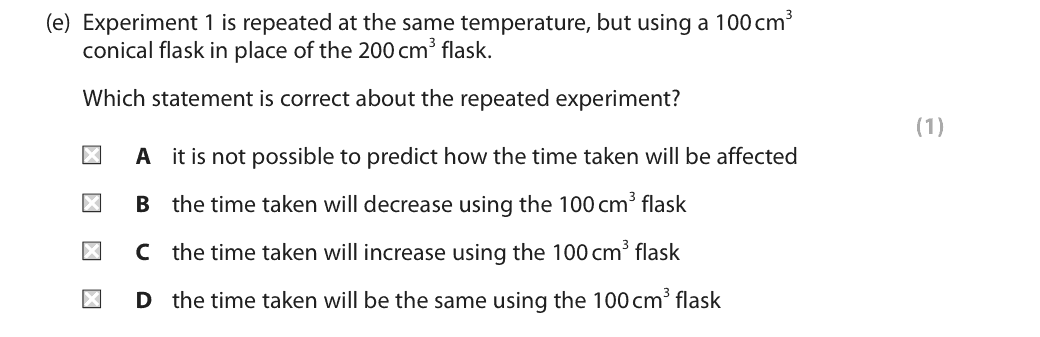 (e) Experiment 1 is repeated at the same temperature, but using a 100 cm³
conical flask in place of the 200 cm³ flask.
Which statement is correct about the repeated experiment?
(1)
A it is not possible to predict how the time taken will be affected
B the time taken will decrease using the 100 cm³ flask
C the time taken will increase using the 100 cm³ flask
D the time taken will be the same using the 100 cm³ flask